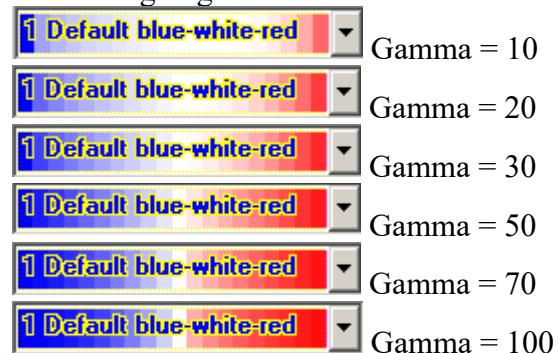 1 Default blue-white-red Gamma = 10
1 Default blue-white-red Gamma = 20
1 Default blue-white-red Gamma = 30
1 Default blue-white-red Gamma = 50
1 Default blue-white-red Gamma = 70
1 Default blue-white-red Gamma = 100